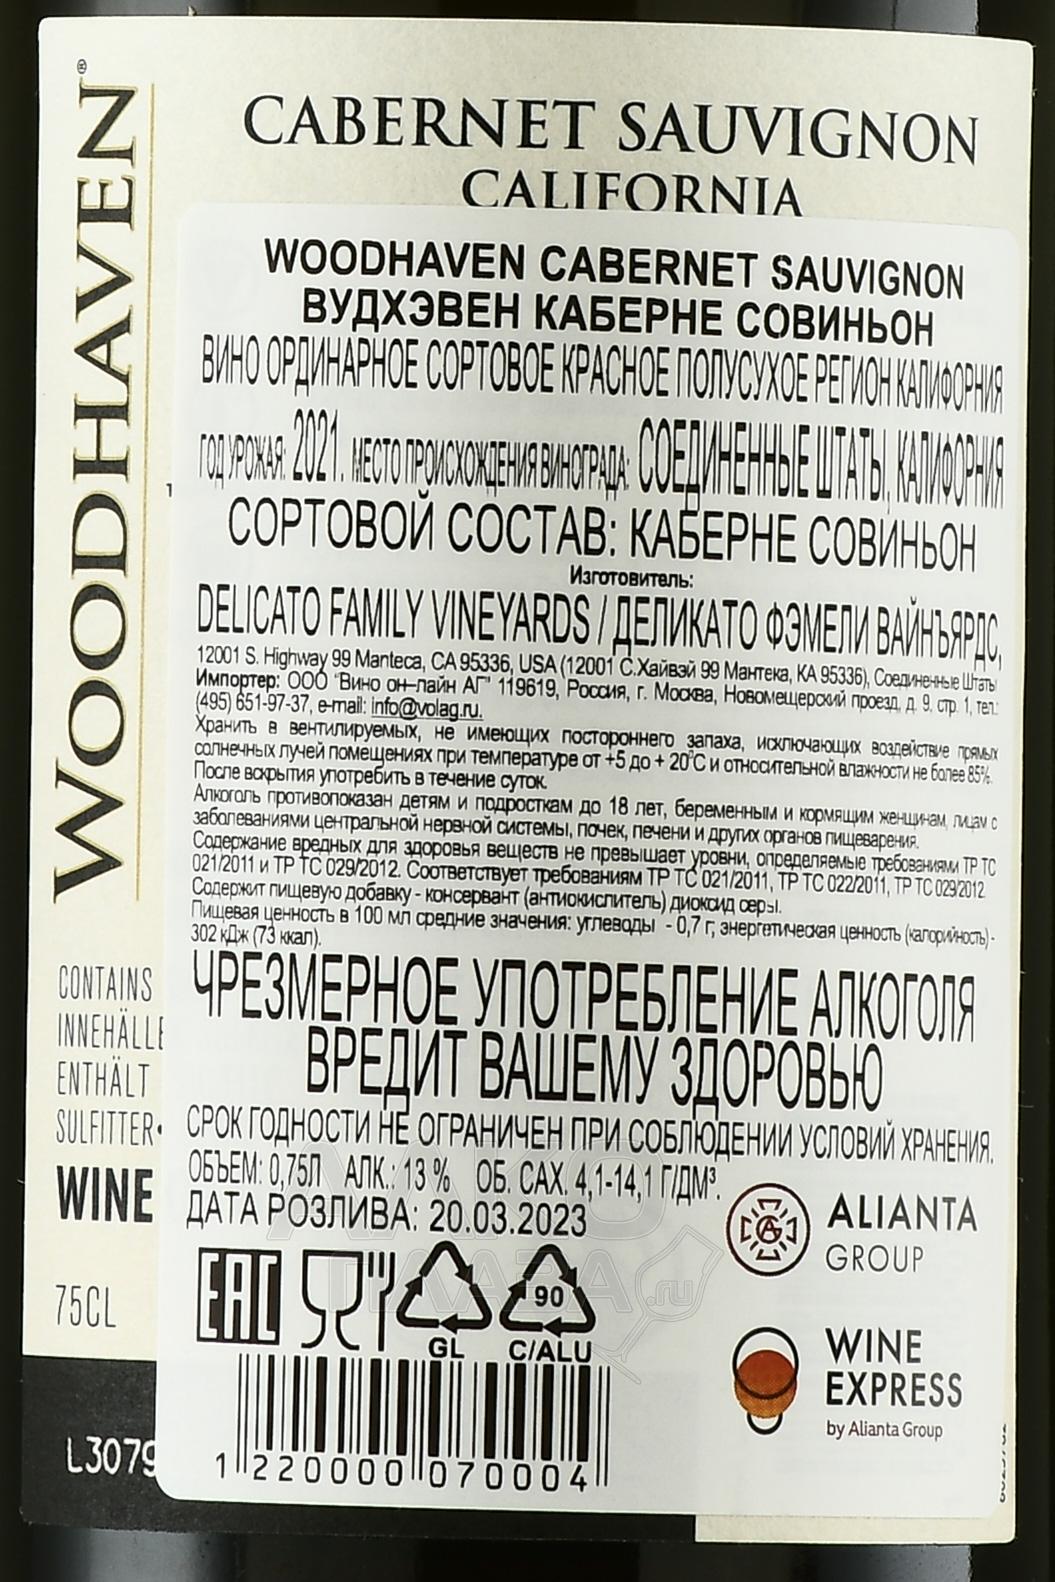 WOODHAVEN®
CABERNET SAUVIGNON
CALIFORNIA
WOODHAVEN CABERNET SAUVIGNON
ВУДХЭВЕН КАБЕРНЕ СОВИНЬОН
ВИНО ОРДИНАРНОЕ СОРТОВОЕ КРАСНОЕ ПОЛУСУХОЕ РЕГИОН КАЛИФОРНИЯ
ГОД УРОЖАЯ: 2021. МЕСТО ПРОИСХОЖДЕНИЯ ВИНОГРАДА: СОЕДИНЕННЫЕ ШТАТЫ, КАЛИФОРНИЯ
СОРТОВОЙ СОСТАВ: КАБЕРНЕ СОВИНЬОН
Изготовитель:
DELICATO FAMILY VINEYARDS / ДЕЛИКАТО ФЭМЕЛИ ВАЙНЪЯРДС,
12001 S. Highway 99 Manteca, CA 95336, USA (12001 С.Хайвэй 99 Мантека, КА 95336), Соединенные Штаты
Импортер: ООО "Вино он-лайн АГ" 119619, Россия, г. Москва, Новомещерский проезд, д. 9, стр. 1, тел.:
(495) 651-97-37, e-mail: info@volag.ru.
Хранить в вентилируемых, не имеющих постороннего запаха, исключающих воздействие прямых
солнечных лучей помещениях при температуре от +5 до + 20°С и относительной влажности не более 85%.
После вскрытия употребить в течение суток.
Алкоголь противопоказан детям и подросткам до 18 лет, беременным и кормящим женщинам, лицам с
заболеваниями центральной нервной системы, почек, печени и других органов пищеварения.
Содержание вредных для здоровья веществ не превышает уровни, определяемые требованиями ТР ТС
021/2011 и ТР ТС 029/2012. Соответствует требованиям ТР ТС 021/2011, ТР ТС 022/2011, ТР ТС 029/2012.
Содержит пищевую добавку - консервант (антиокислитель) диоксид серы.
Пищевая ценность в 100 мл средние значения: углеводы - 0,7 г, энергетическая ценность (калорийность) -
302 кДж (73 ккал).
ЧРЕЗМЕРНОЕ УПОТРЕБЛЕНИЕ АЛКОГОЛЯ
ВРЕДИТ ВАШЕМУ ЗДОРОВЬЮ
СРОК ГОДНОСТИ НЕ ОГРАНИЧЕН ПРИ СОБЛЮДЕНИИ УСЛОВИЙ ХРАНЕНИЯ.
ОБЪЕМ: 0,75Л АЛК.: 13 % ОБ. САХ. 4,1-14,1 Г/ДМ³.
ДАТА РОЗЛИВА: 20.03.2023
ALIANTA
GROUP
EAC
GL
90
C/ALU
WINE
EXPRESS
by Alianta Group
1 220000 070004
CONTAINS
INNEHÄLLE
ENTHÄLT
SULFITTER•
WINE
75CL
L3079